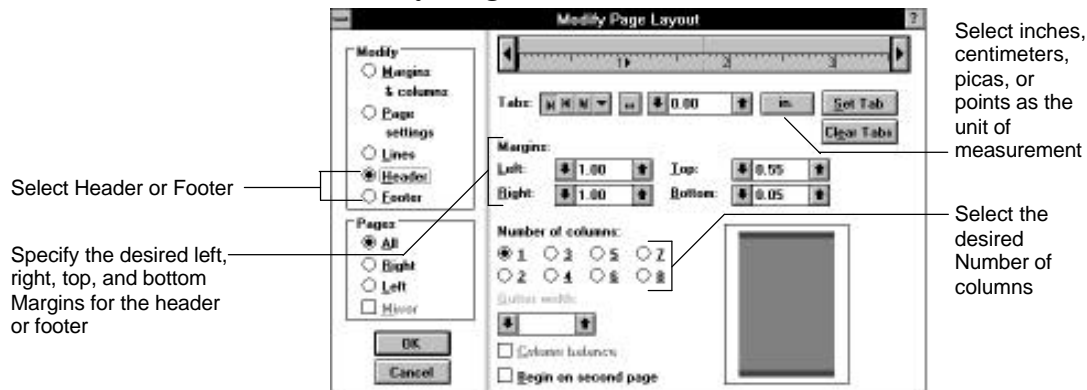 Modify Page Layout ?
Select Header or Footer
Specify the desired left,
right, top, and bottom
Margins for the header
or footer
Modify
Margins
& columns
Page
settings
Lines
Header
Footer
Pages
All
Right
Left
Mirror
OK
Cancel
1 2 3
Tabs: 0.00 in. Set Tab
Clear Tabs
Margins:
Left: 1.00 Top: 0.55
Right: 1.00 Bottom: 0.05
Number of columns:
1 3 5 7
2 4 6 8
Gutter width:
Column balance
Begin on second page
Select inches,
centimeters,
picas, or
points as the
unit of
measurement
Select the
desired
Number of
columns